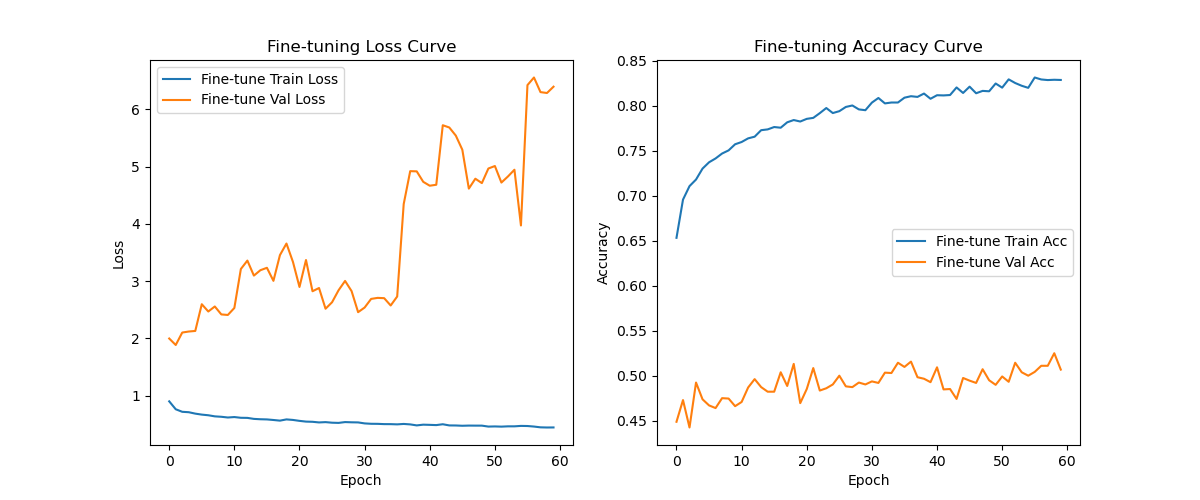 Fine-tuning Loss Curve
Fine-tune Train Loss
Fine-tune Val Loss
6
5
4
3
2
1
Loss
0 10 20 30 40 50 60
Epoch
Fine-tuning Accuracy Curve
0.85
0.80
0.75
0.70
0.65
0.60
0.55
0.50
0.45
Accuracy
Fine-tune Train Acc
Fine-tune Val Acc
0 10 20 30 40 50 60
Epoch